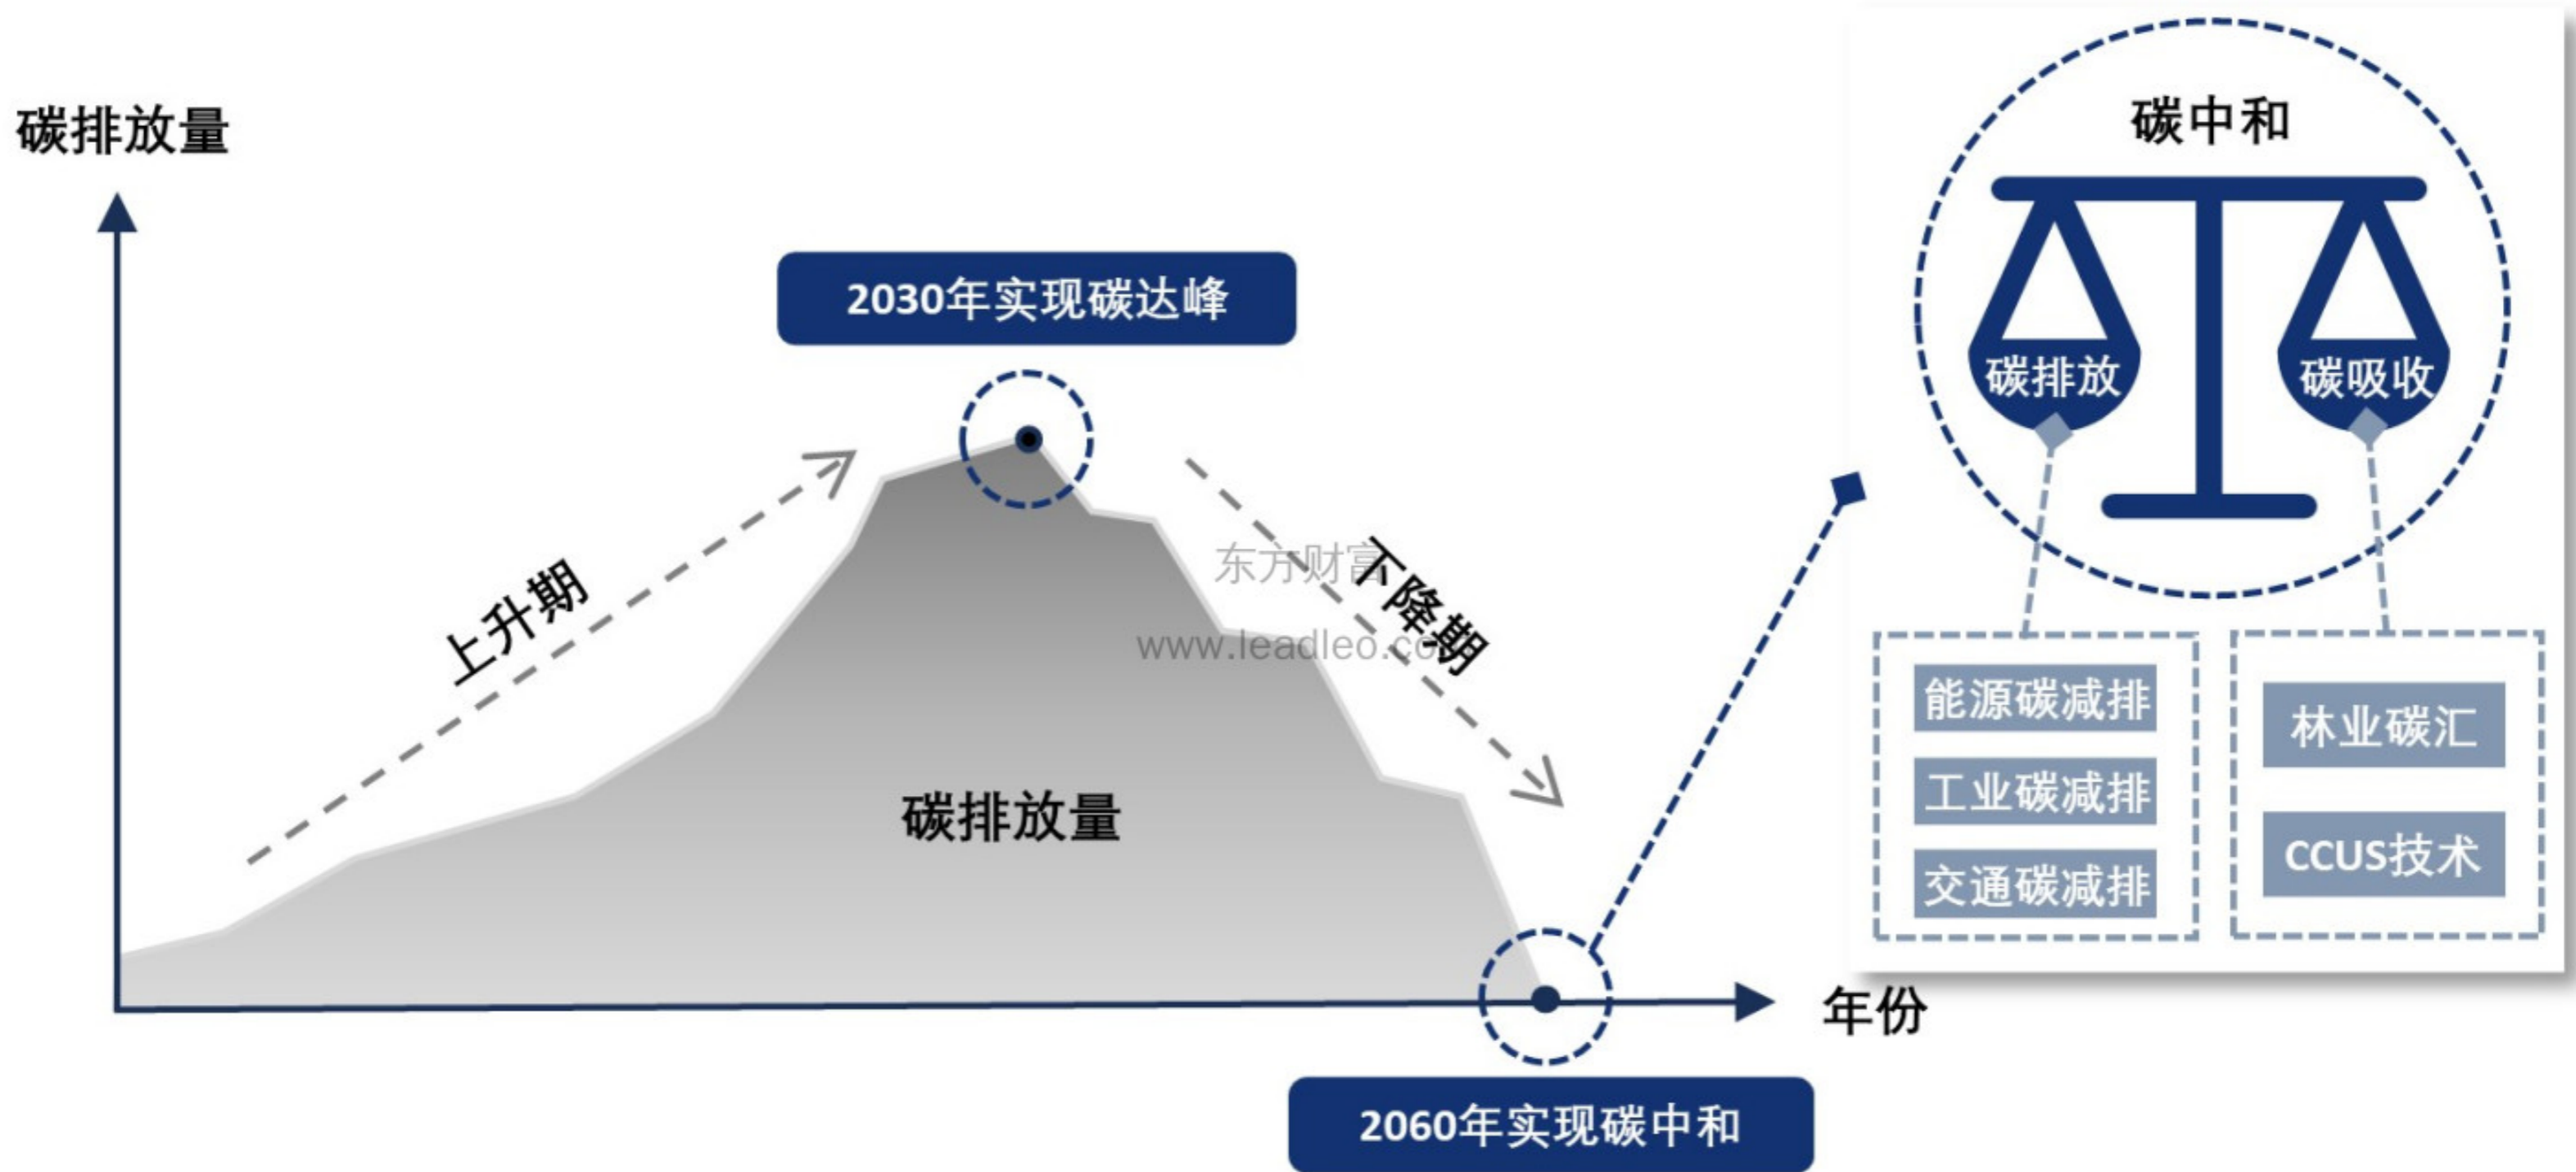 碳排放量
2030年实现碳达峰
上升期
下降期
东方财富
www.leadleo.com
碳排放量
年份
2060年实现碳中和
碳中和
碳排放
碳吸收
能源碳减排
工业碳减排
交通碳减排
林业碳汇
CCUS技术